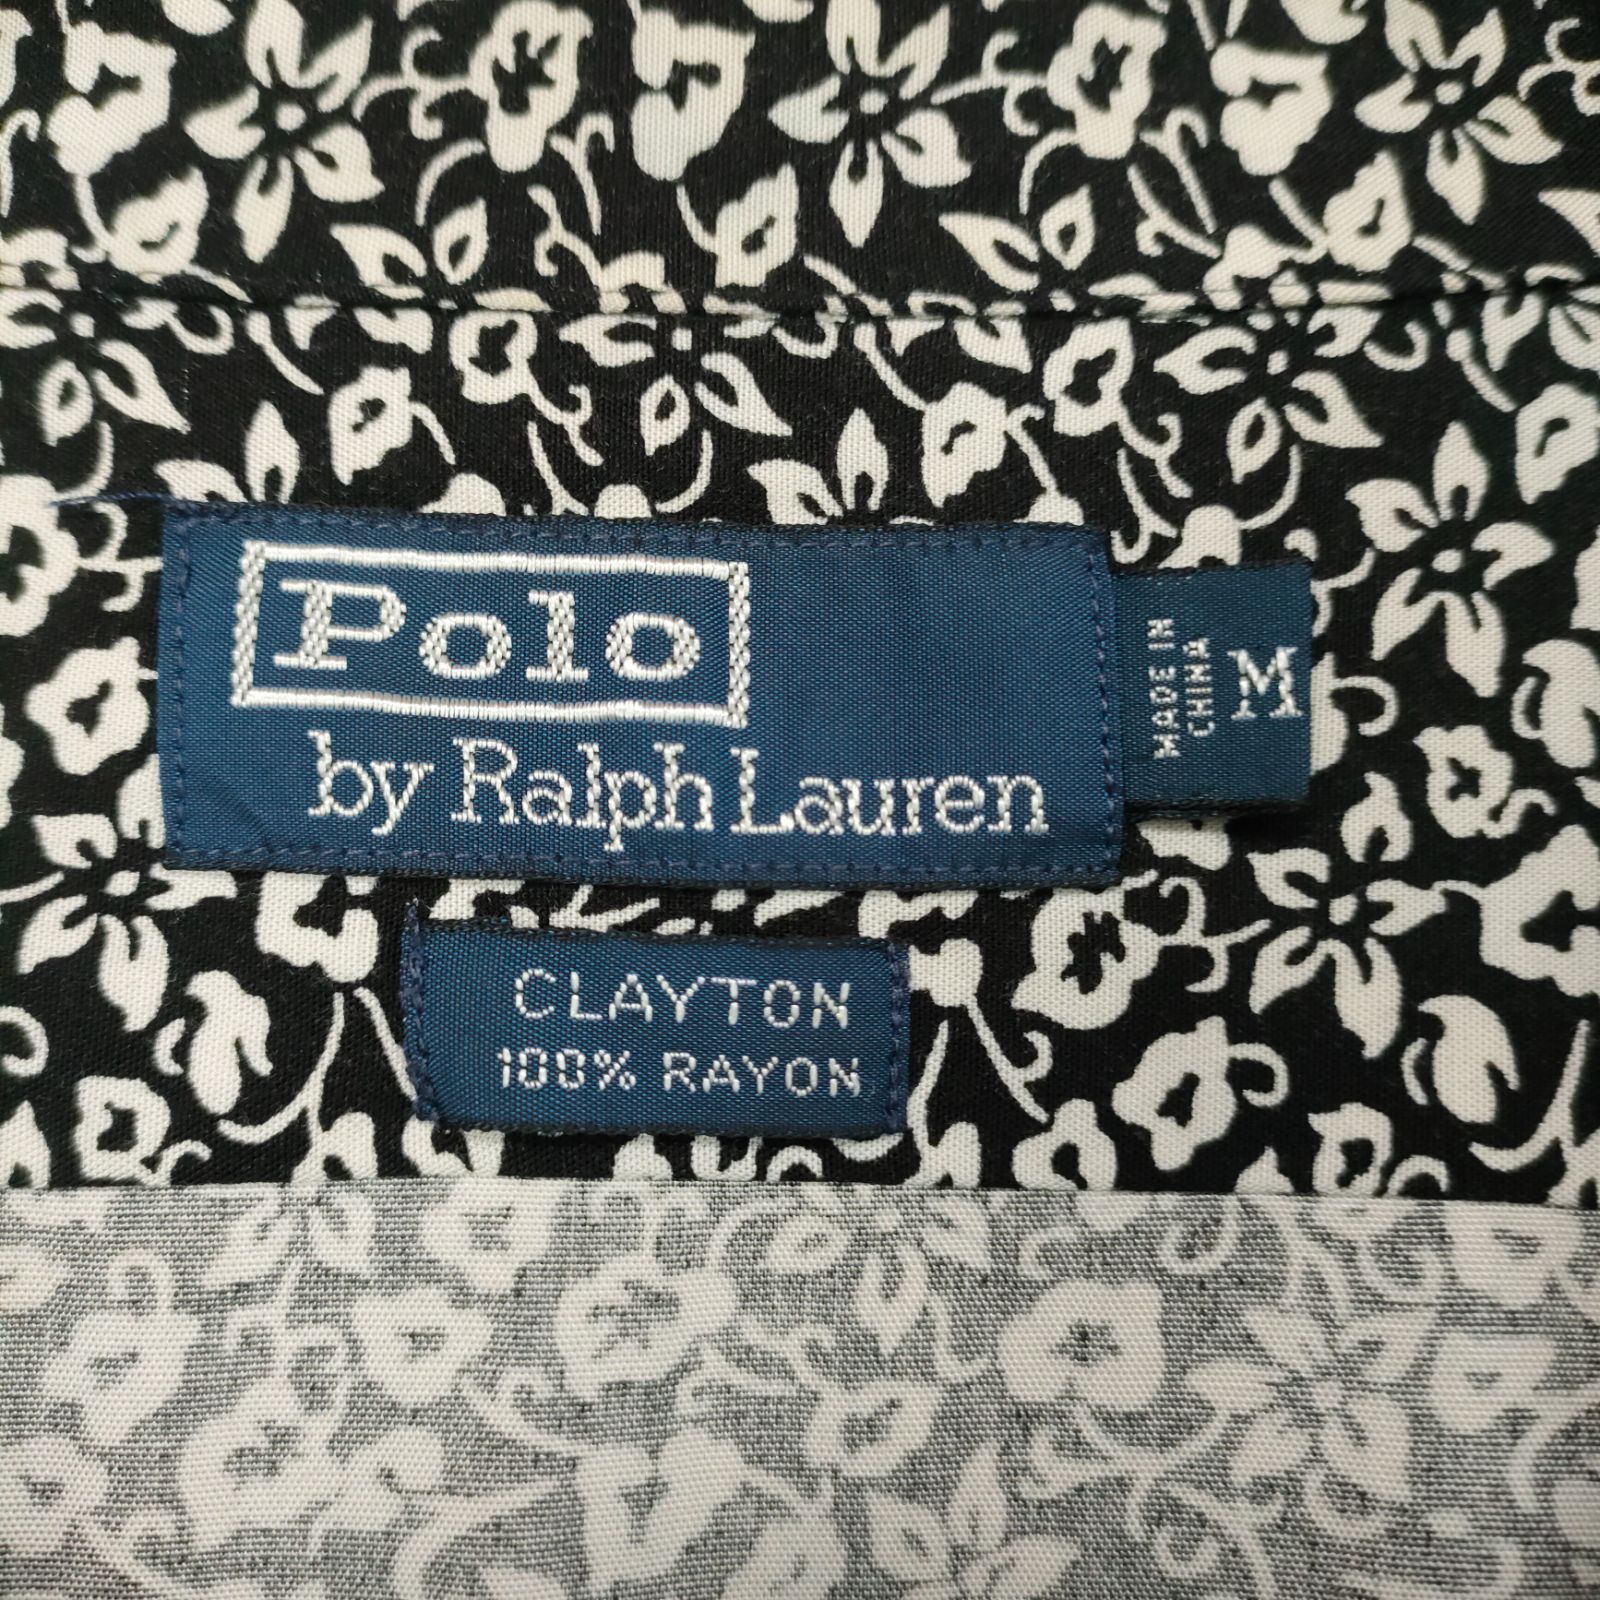 Polo
by Ralph Lauren
MADE IN
CHINA
M
CLAYTON
100% RAYON